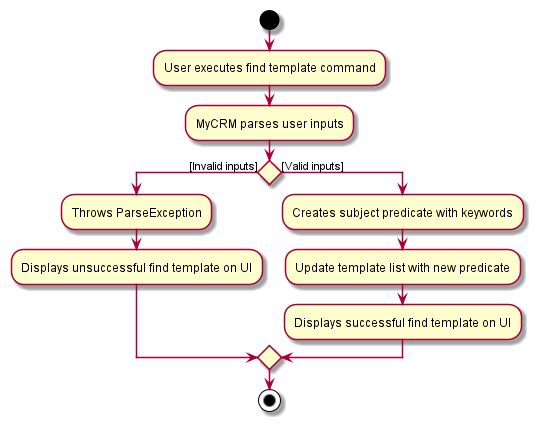 User executes find template command
MyCRM parses user inputs
[Invalid inputs]
[Valid inputs]
Throws ParseException
Creates subject predicate with keywords
Displays unsuccessful find template on UI
Update template list with new predicate
Displays successful find template on UI